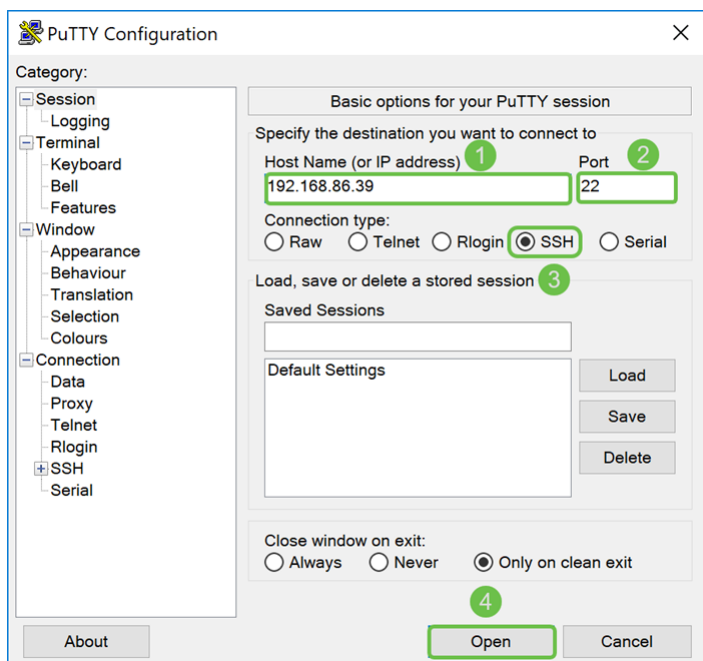 PuTTY Configuration
Category:
Session
Logging
Terminal
Keyboard
Bell
Features
Window
Appearance
Behaviour
Translation
Selection
Colours
Connection
Data
Proxy
Telnet
Rlogin
SSH
Serial
Basic options for your PuTTY session
Specify the destination you want to connect to
Host Name (or IP address) 1 Port 2
192.168.86.39 22
Connection type:
Raw Telnet Rlogin SSH Serial
Load, save or delete a stored session 3
Saved Sessions
Default Settings
Load
Save
Delete
Close window on exit:
Always Never Only on clean exit
4
About Open Cancel